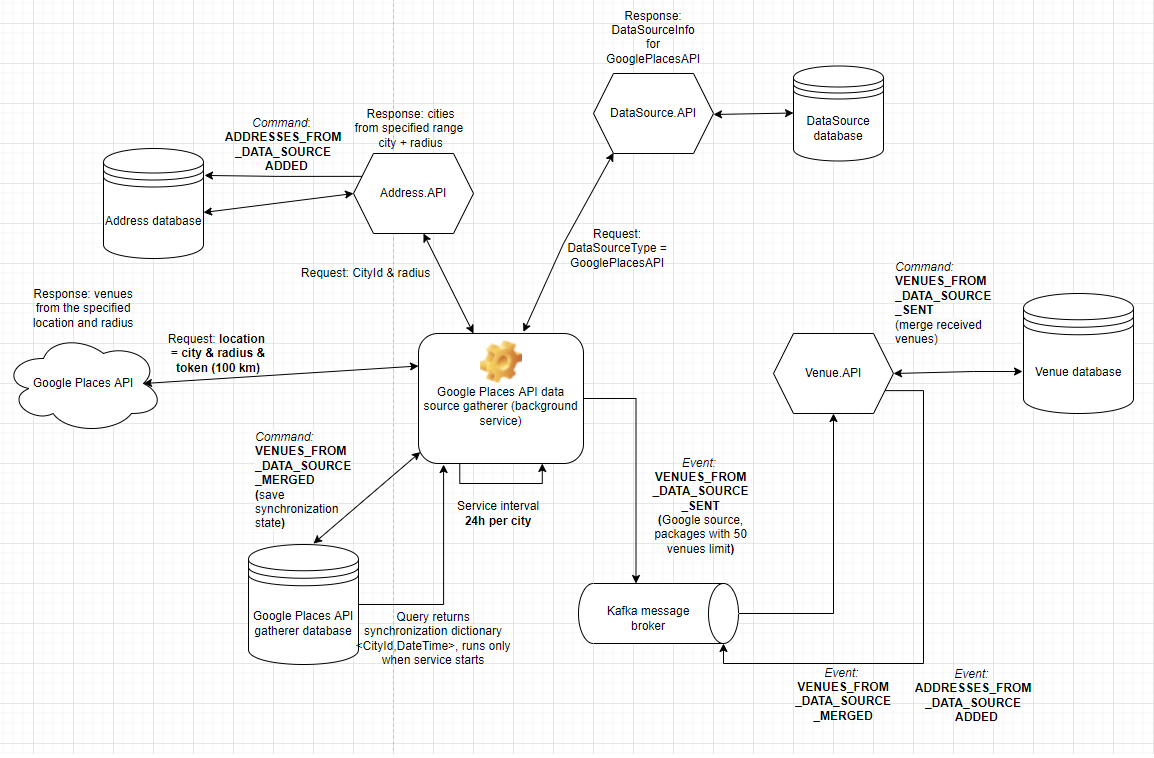 Response:
DataSourceInfo
for
GooglePlacesAPI
DataSource.API
DataSource
database
Command:
ADDRESSES_FROM
_DATA_SOURCE
ADDED
Response: cities
from specified range
city + radius
Address.API
Address database
Request: CityId & radius
Request:
DataSourceType =
GooglePlacesAPI
Response: venues
from the specified
location and radius
Google Places API
Request: location
= city & radius &
token (100 km)
Google Places API data
source gatherer (background
service)
Command:
VENUES_FROM
_DATA_SOURCE
_SENT
(merge received
venues)
Venue.API
Venue database
Command:
VENUES_FROM
_DATA_SOURCE
_MERGED
(save
synchronization
state)
Service interval
24h per city
Event:
VENUES_FROM
_DATA_SOURCE
_SENT
(Google source,
packages with 50
venues limit)
Google Places API
gatherer database
Query returns
synchronization dictionary
<CityId,DateTime>, runs only
when service starts
Kafka message
broker
Event:
VENUES_FROM
_DATA_SOURCE
_MERGED
Event:
ADDRESSES_FROM
_DATA_SOURCE
ADDED